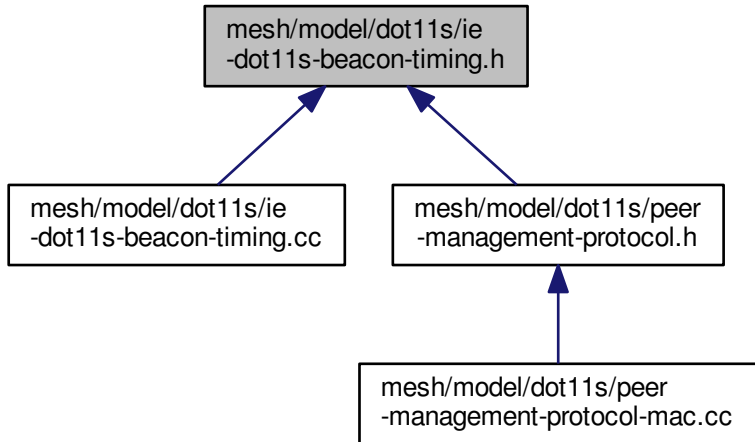 mesh/model/dot11s/ie
-dot11s-beacon-timing.h
mesh/model/dot11s/ie
-dot11s-beacon-timing.cc
mesh/model/dot11s/peer
-management-protocol.h
mesh/model/dot11s/peer
-management-protocol-mac.cc